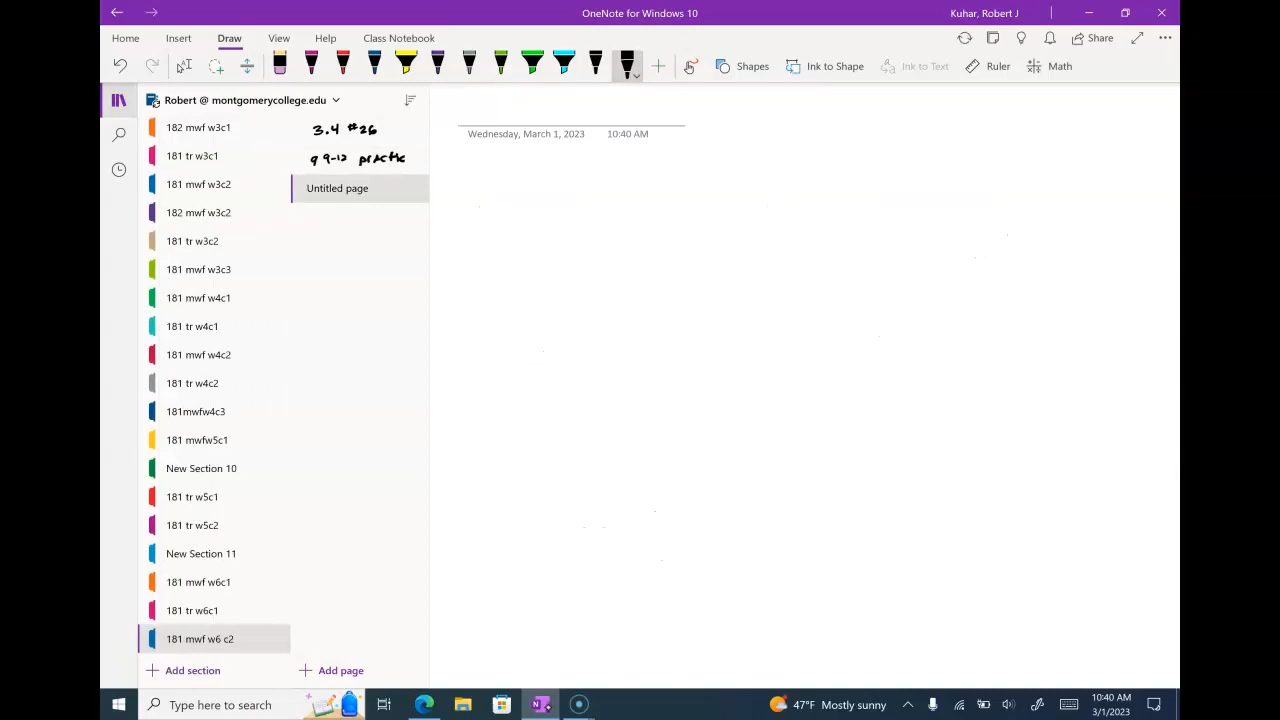 OneNote for Windows 10
Kuhar, Robert J
Home Insert Draw View Help Class Notebook
Share
Shapes Ink to Shape Ink to Text Ruler Math
Robert @ montgomerycollege.edu
182 mwf w3c1
181 tr w3c1
181 mwf w3c2
182 mwf w3c2
181 tr w3c2
181 mwf w3c3
181 mwf w4c1
181 tr w4c1
181 mwf w4c2
181 tr w4c2
181mwfw4c3
181 mwfw5c1
New Section 10
181 tr w5c1
181 tr w5c2
New Section 11
181 mwf w6c1
181 tr w6c1
181 mwf w6 c2
Add section
3.4 #26
9-12 practic
Untitled page
Add page
Wednesday, March 1, 2023 10:40 AM
Type here to search
47°F Mostly sunny
10:40 AM
3/1/2023